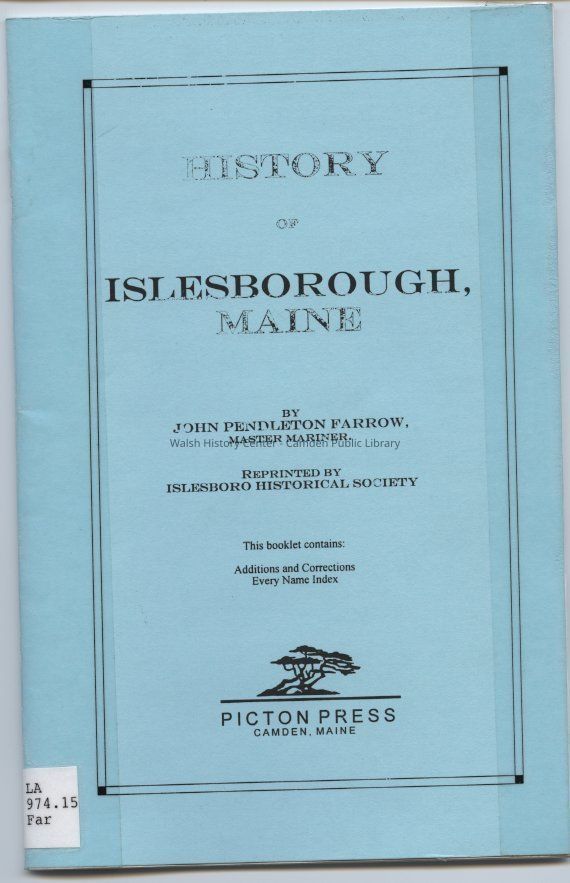 HISTORY
OF
ISLESBOROUGH,
MAINE
BY
JOHN PENDLETON FARROW,
MASTER MARINER.
Walsh History Center - Camden Public Library
REPRINTED BY
ISLESBORO HISTORICAL SOCIETY
This booklet contains:
Additions and Corrections
Every Name Index
PICTON PRESS
CAMDEN, MAINE
LA
974.15
Far